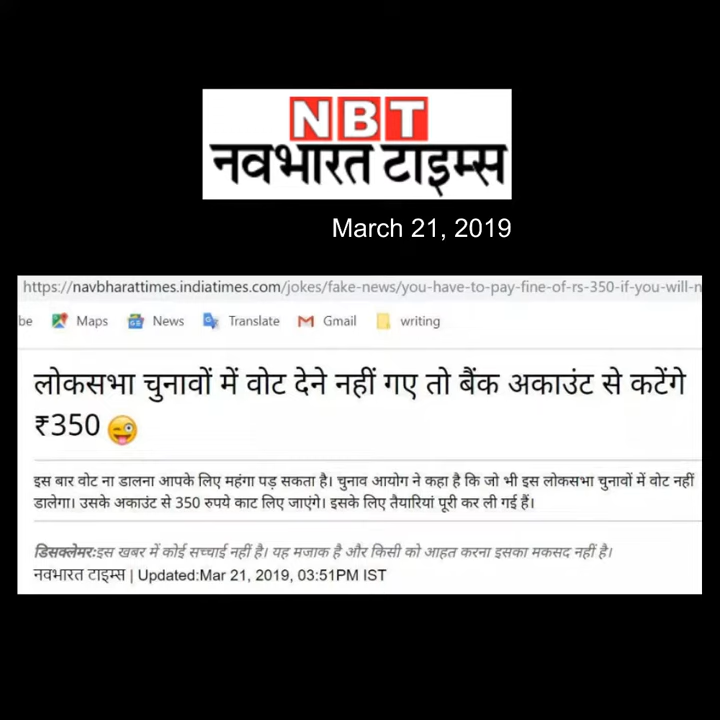 NBT
नवभारत टाइम्स
March 21, 2019
https://navbharattimes.indiatimes.com/jokes/fake-news/you-have-to-pay-fine-of-rs-350-if-you-will-n
be Maps News Translate Gmail writing
लोकसभा चुनावों में वोट देने नहीं गए तो बैंक अकाउंट से कटेंगे
₹350 😜
इस बार वोट ना डालना आपके लिए महंगा पड़ सकता है। चुनाव आयोग ने कहा है कि जो भी इस लोकसभा चुनावों में वोट नहीं
डालेगा। उसके अकाउंट से 350 रुपये काट लिए जाएंगे। इसके लिए तैयारियां पूरी कर ली गई हैं।
डिसक्लेमर:इस खबर में कोई सच्चाई नहीं है। यह मजाक है और किसी को आहत करना इसका मकसद नहीं है।
नवभारत टाइम्स | Updated:Mar 21, 2019, 03:51PM IST